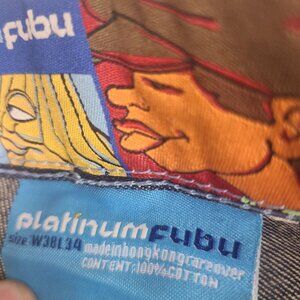 FUBU
platinumFUBU
SIZE W38L34
madeinhongkongrareover
CONTENT:100%COTTON